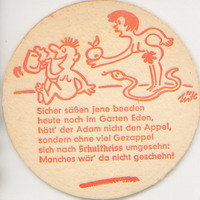 Sicher säßen jene beeden
heute noch im Garten Eden,
hätt' der Adam nicht den Appel,
sondern ohne viel Gezappel
sich nach Schultheiss umgesehn:
Manches wär' da nicht geschehn!